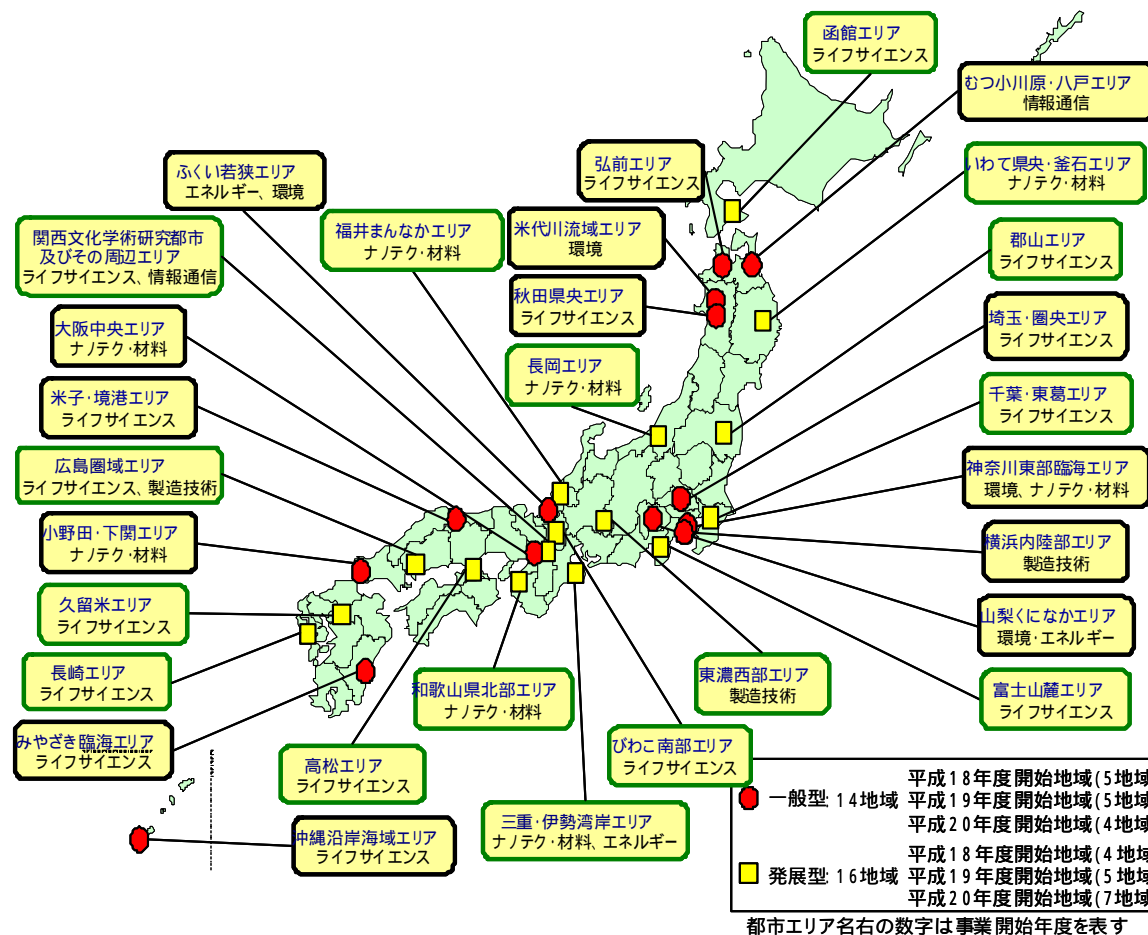 函館エリア
ライフサイエンス
むつ小川原・八戸エリア
情報通信
弘前エリア
ライフサイエンス
いわて県央・釜石エリア
ナノテク・材料
ふくい若狭エリア
エネルギー、環境
福井まんなかエリア
ナノテク・材料
米代川流域エリア
環境
関西文化学術研究都市
及びその周辺エリア
ライフサイエンス、情報通信
郡山エリア
ライフサイエンス
秋田県央エリア
ライフサイエンス
埼玉・圏央エリア
ライフサイエンス
大阪中央エリア
ナノテク・材料
長岡エリア
ナノテク・材料
米子・境港エリア
ライフサイエンス
千葉・東葛エリア
ライフサイエンス
広島圏域エリア
ライフサイエンス、製造技術
神奈川東部臨海エリア
環境、ナノテク・材料
小野田・下関エリア
ナノテク・材料
横浜内陸部エリア
製造技術
久留米エリア
ライフサイエンス
山梨くになかエリア
環境・エネルギー
長崎エリア
ライフサイエンス
和歌山県北部エリア
ナノテク・材料
東濃西部エリア
製造技術
富士山麓エリア
ライフサイエンス
みやざき臨海エリア
ライフサイエンス
高松エリア
ライフサイエンス
びわこ南部エリア
ライフサイエンス
三重・伊勢湾岸エリア
ナノテク・材料、エネルギー
沖縄沿岸海域エリア
ライフサイエンス
平成18年度開始地域(5地域
一般型:14地域 平成19年度開始地域(5地域
平成20年度開始地域(4地域
平成18年度開始地域(4地域
発展型:16地域 平成19年度開始地域(5地域
平成20年度開始地域(7地域
都市エリア名右の数字は事業開始年度を表す